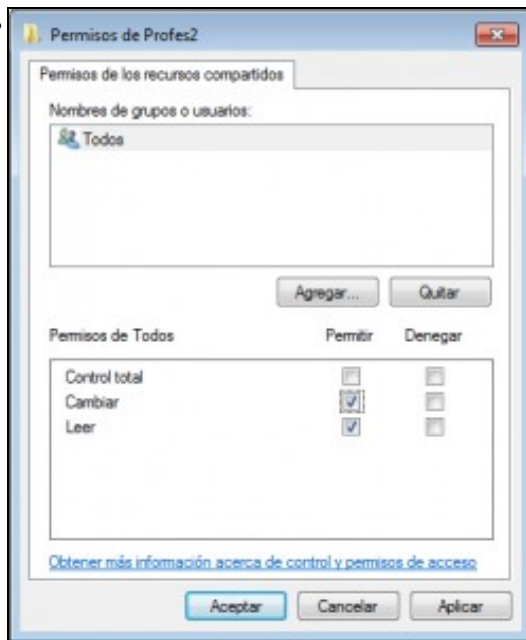 Permisos de Profes2
Permisos de los recursos compartidos
Nombres de grupos o usuarios:
Todos
Agregar... Quitar
Permisos de Todos Permitir Denegar
Control total
Cambiar
Leer
Obtener más información acerca de control y permisos de acceso
Aceptar Cancelar Aplicar